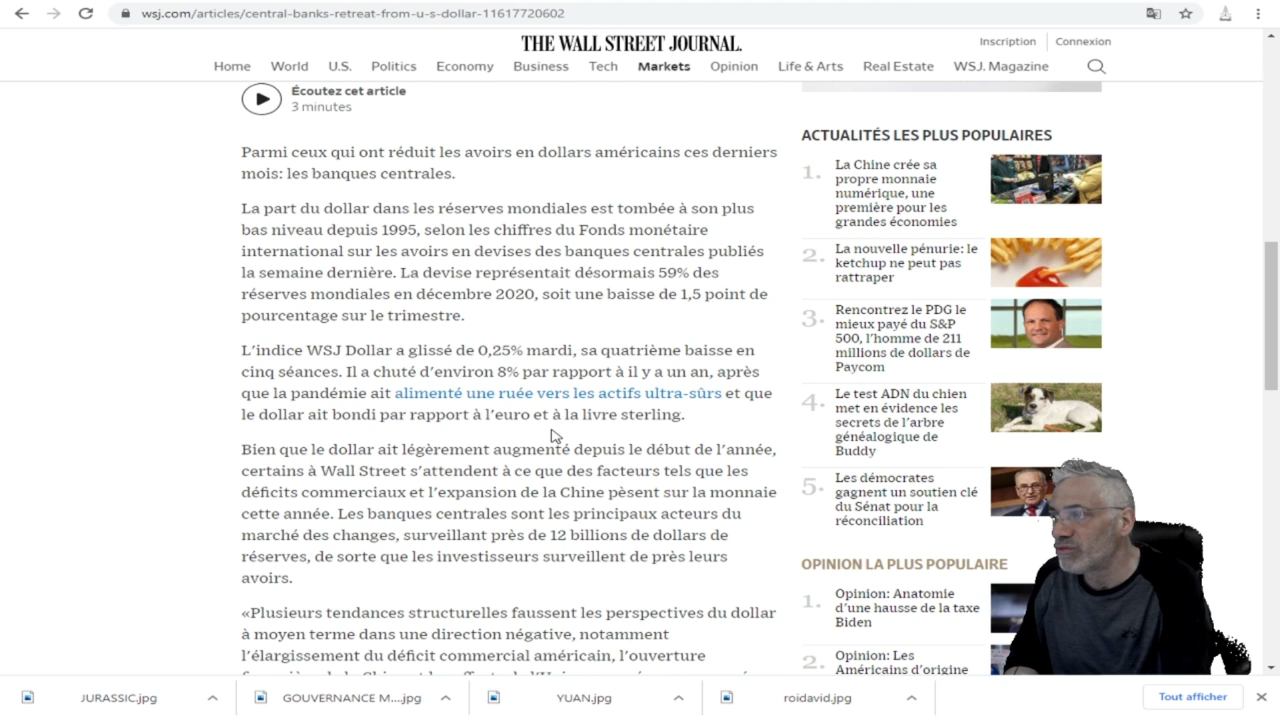 wsj.com/articles/central-banks-retreat-from-u-s-dollar-11617720602
THE WALL STREET JOURNAL.
Inscription
Connexion
Home World U.S. Politics Economy Business Tech Markets Opinion Life & Arts Real Estate WSJ. Magazine
Écoutez cet article
3 minutes
Parmi ceux qui ont réduit les avoirs en dollars américains ces derniers
mois: les banques centrales.
La part du dollar dans les réserves mondiales est tombée à son plus
bas niveau depuis 1995, selon les chiffres du Fonds monétaire
international sur les avoirs en devises des banques centrales publiés
la semaine dernière. La devise représentait désormais 59% des
réserves mondiales en décembre 2020, soit une baisse de 1,5 point de
pourcentage sur le trimestre.
L'indice WSJ Dollar a glissé de 0,25% mardi, sa quatrième baisse en
cinq séances. Il a chuté d'environ 8% par rapport à il y a un an, après
que la pandémie ait alimenté une ruée vers les actifs ultra-sûrs et que
le dollar ait bondi par rapport à l'euro et à la livre sterling.
Bien que le dollar ait légèrement augmenté depuis le début de l'année,
certains à Wall Street s'attendent à ce que des facteurs tels que les
déficits commerciaux et l'expansion de la Chine pèsent sur la monnaie
cette année. Les banques centrales sont les principaux acteurs du
marché des changes, surveillant près de 12 billions de dollars de
réserves, de sorte que les investisseurs surveillent de près leurs
avoirs.
«Plusieurs tendances structurelles faussent les perspectives du dollar
à moyen terme dans une direction négative, notamment
l'élargissement du déficit commercial américain, l'ouverture
ACTUALITÉS LES PLUS POPULAIRES
1. La Chine crée sa
propre monnaie
numérique, une
première pour les
grandes économies
2. La nouvelle pénurie: le
ketchup ne peut pas
rattraper
3. Rencontrez le PDG le
mieux payé du S&P
500, l'homme de 211
millions de dollars de
Paycom
4. Le test ADN du chien
met en évidence les
secrets de l'arbre
généalogique de
Buddy
5. Les démocrates
gagnent un soutien clé
du Sénat pour la
réconciliation
OPINION LA PLUS POPULAIRE
1. Opinion: Anatomie
d'une hausse de la taxe
Biden
2. Opinion: Les
Américains d'origine
JURASSIC.jpg
GOUVERNANCE M....jpg
YUAN.jpg
roidavid.jpg
Tout afficher